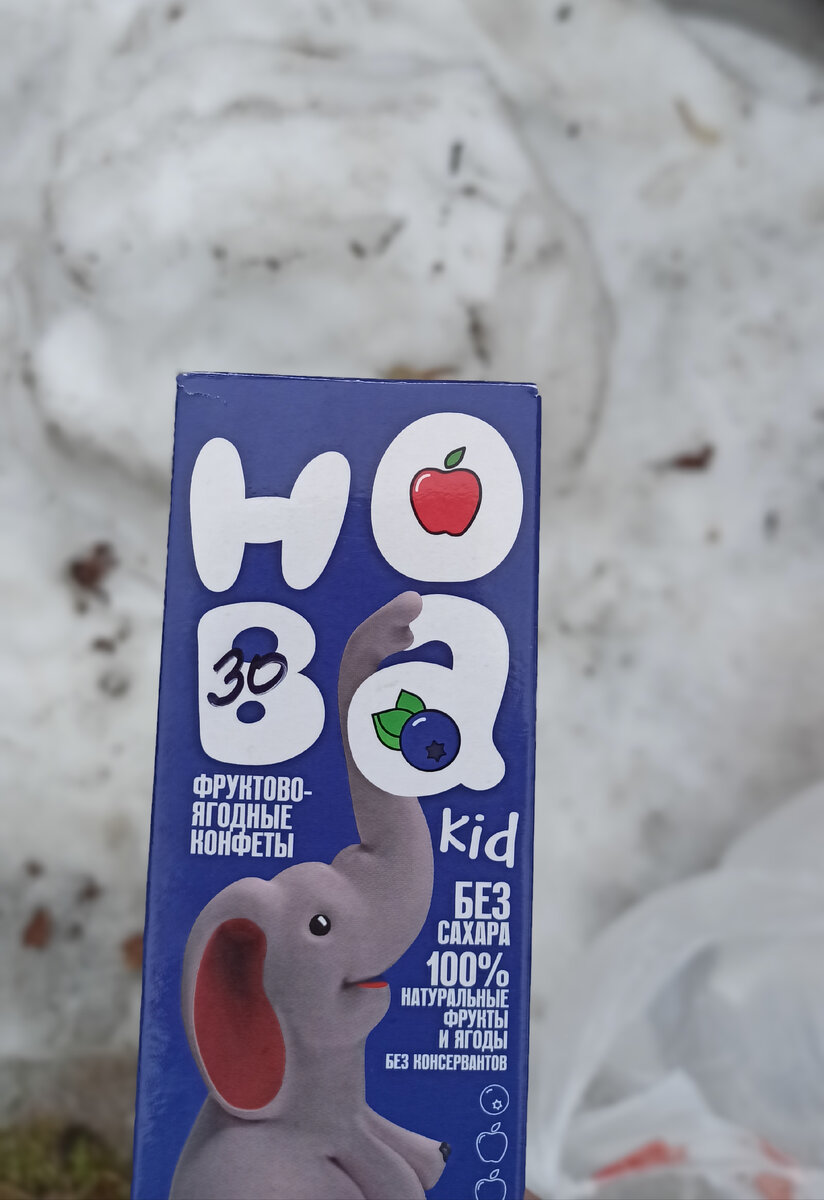 НО
Ва
30
ФРУКТОВО-
ЯГОДНЫЕ
КОНФЕТЫ
kid
БЕЗ
САХАРА
100%
НАТУРАЛЬНЫЕ
ФРУКТЫ
И ЯГОДЫ
БЕЗ КОНСЕРВАНТОВ